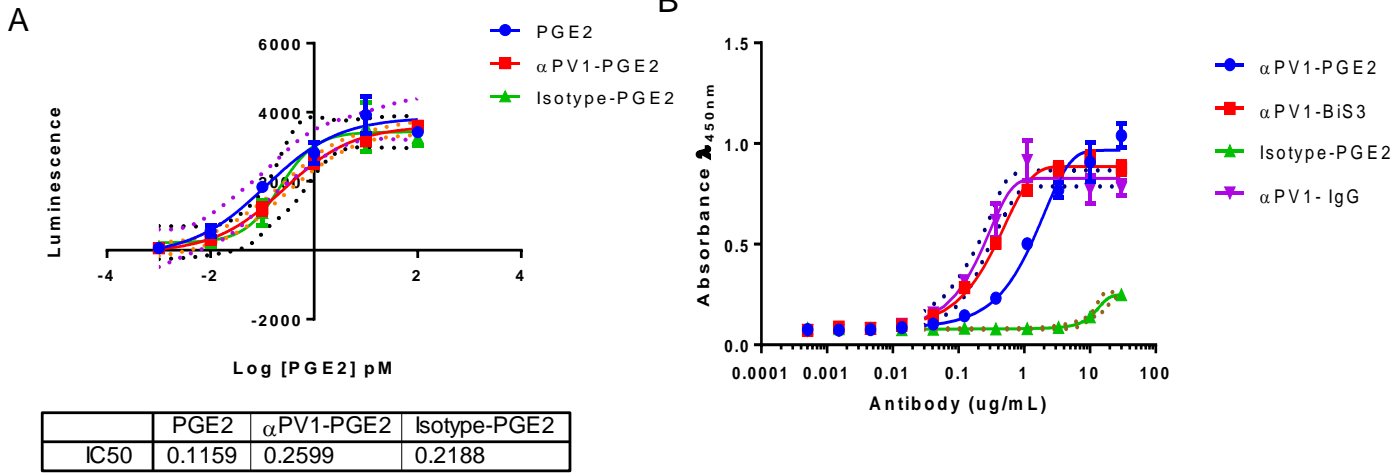 A
6000
4000
2000
-2000
-4
-2
2
4
Luminescence
Log [PGE2] pM
PGE2
αPV1-PGE2
Isotype-PGE2
PGE2 αPV1-PGE2 Isotype-PGE2
IC50 0.1159 0.2599 0.2188
B
1.5
1.0
0.5
0.0
Absorbance λ450nm
0.0001 0.001 0.01 0.1 1 10 100
Antibody (ug/mL)
αPV1-PGE2
αPV1-BiS3
Isotype-PGE2
αPV1- IgG